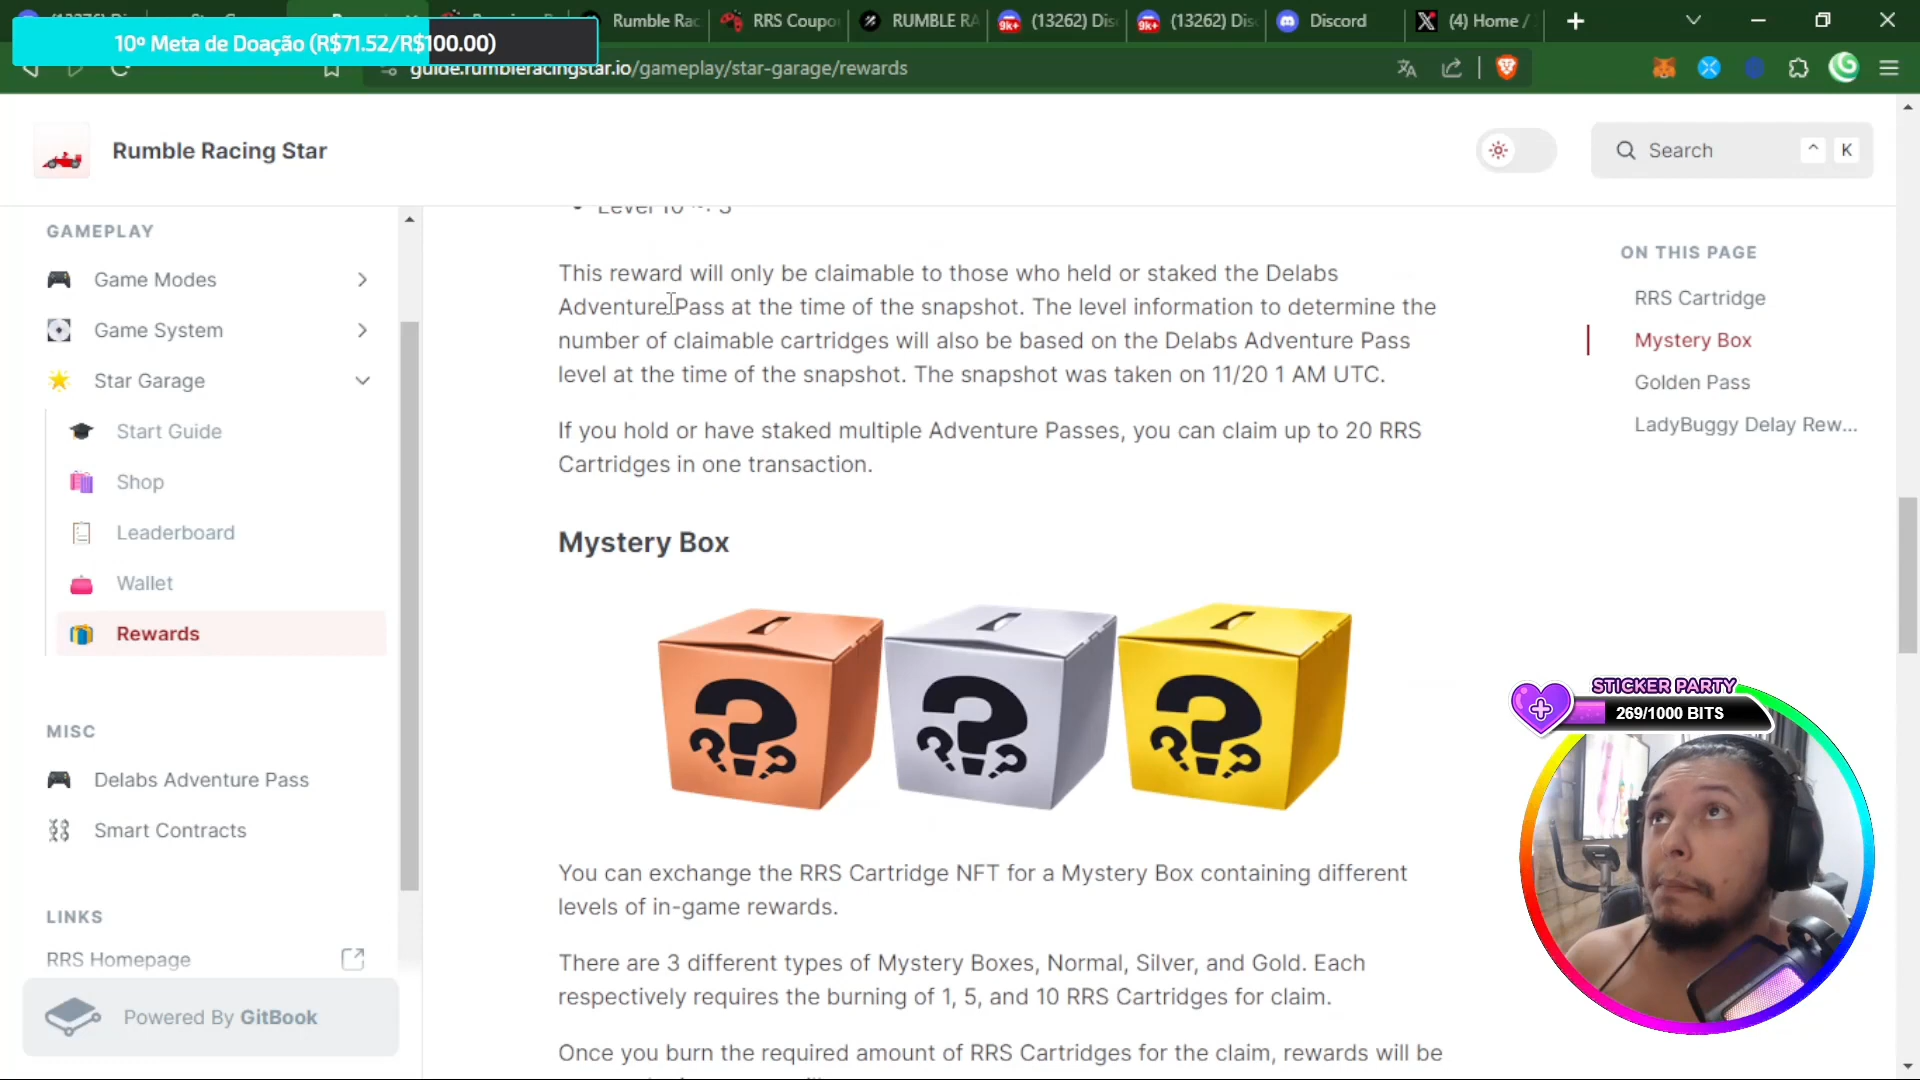 (13262) Dis
Rumble Rac
RRS Coupo
RUMBLE RA
(13262) Dis
(13262) Dis
Discord
(4) Home /
10º Meta de Doação (R$71.52/R$100.00)
guide.rumbleracingstar.io/gameplay/star-garage/rewards
Rumble Racing Star
Search
^ K
GAMEPLAY
Game Modes
Game System
Star Garage
Start Guide
Shop
Leaderboard
Wallet
Rewards
MISC
Delabs Adventure Pass
Smart Contracts
LINKS
RRS Homepage
Powered By GitBook
This reward will only be claimable to those who held or staked the Delabs
Adventure Pass at the time of the snapshot. The level information to determine the
number of claimable cartridges will also be based on the Delabs Adventure Pass
level at the time of the snapshot. The snapshot was taken on 11/20 1 AM UTC.
If you hold or have staked multiple Adventure Passes, you can claim up to 20 RRS
Cartridges in one transaction.
Mystery Box
You can exchange the RRS Cartridge NFT for a Mystery Box containing different
levels of in-game rewards.
There are 3 different types of Mystery Boxes, Normal, Silver, and Gold. Each
respectively requires the burning of 1, 5, and 10 RRS Cartridges for claim.
Once you burn the required amount of RRS Cartridges for the claim, rewards will be
ON THIS PAGE
RRS Cartridge
Mystery Box
Golden Pass
LadyBuggy Delay Rew...
STICKER PARTY
269/1000 BITS